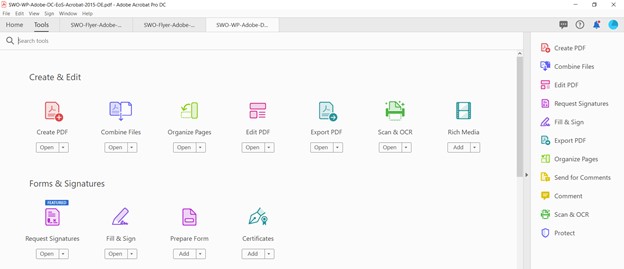 SWO-WP-Adobe-DC-EoS-Acrobat-2015-DE.pdf - Adobe Acrobat Pro DC
File Edit View Sign Window Help
Home Tools SWO-Flyer-Adobe-... SWO-Flyer-Adobe-... SWO-WP-Adobe-D...
Search tools
Create & Edit
Create PDF Combine Files Organize Pages Edit PDF Export PDF Scan & OCR Rich Media
Open Open Open Open Open Open Add
Forms & Signatures
FEATURED
Request Signatures Fill & Sign Prepare Form Certificates
Open Open Add Add
Create PDF
Combine Files
Edit PDF
Request Signatures
Fill & Sign
Export PDF
Organize Pages
Send for Comments
Comment
Scan & OCR
Protect